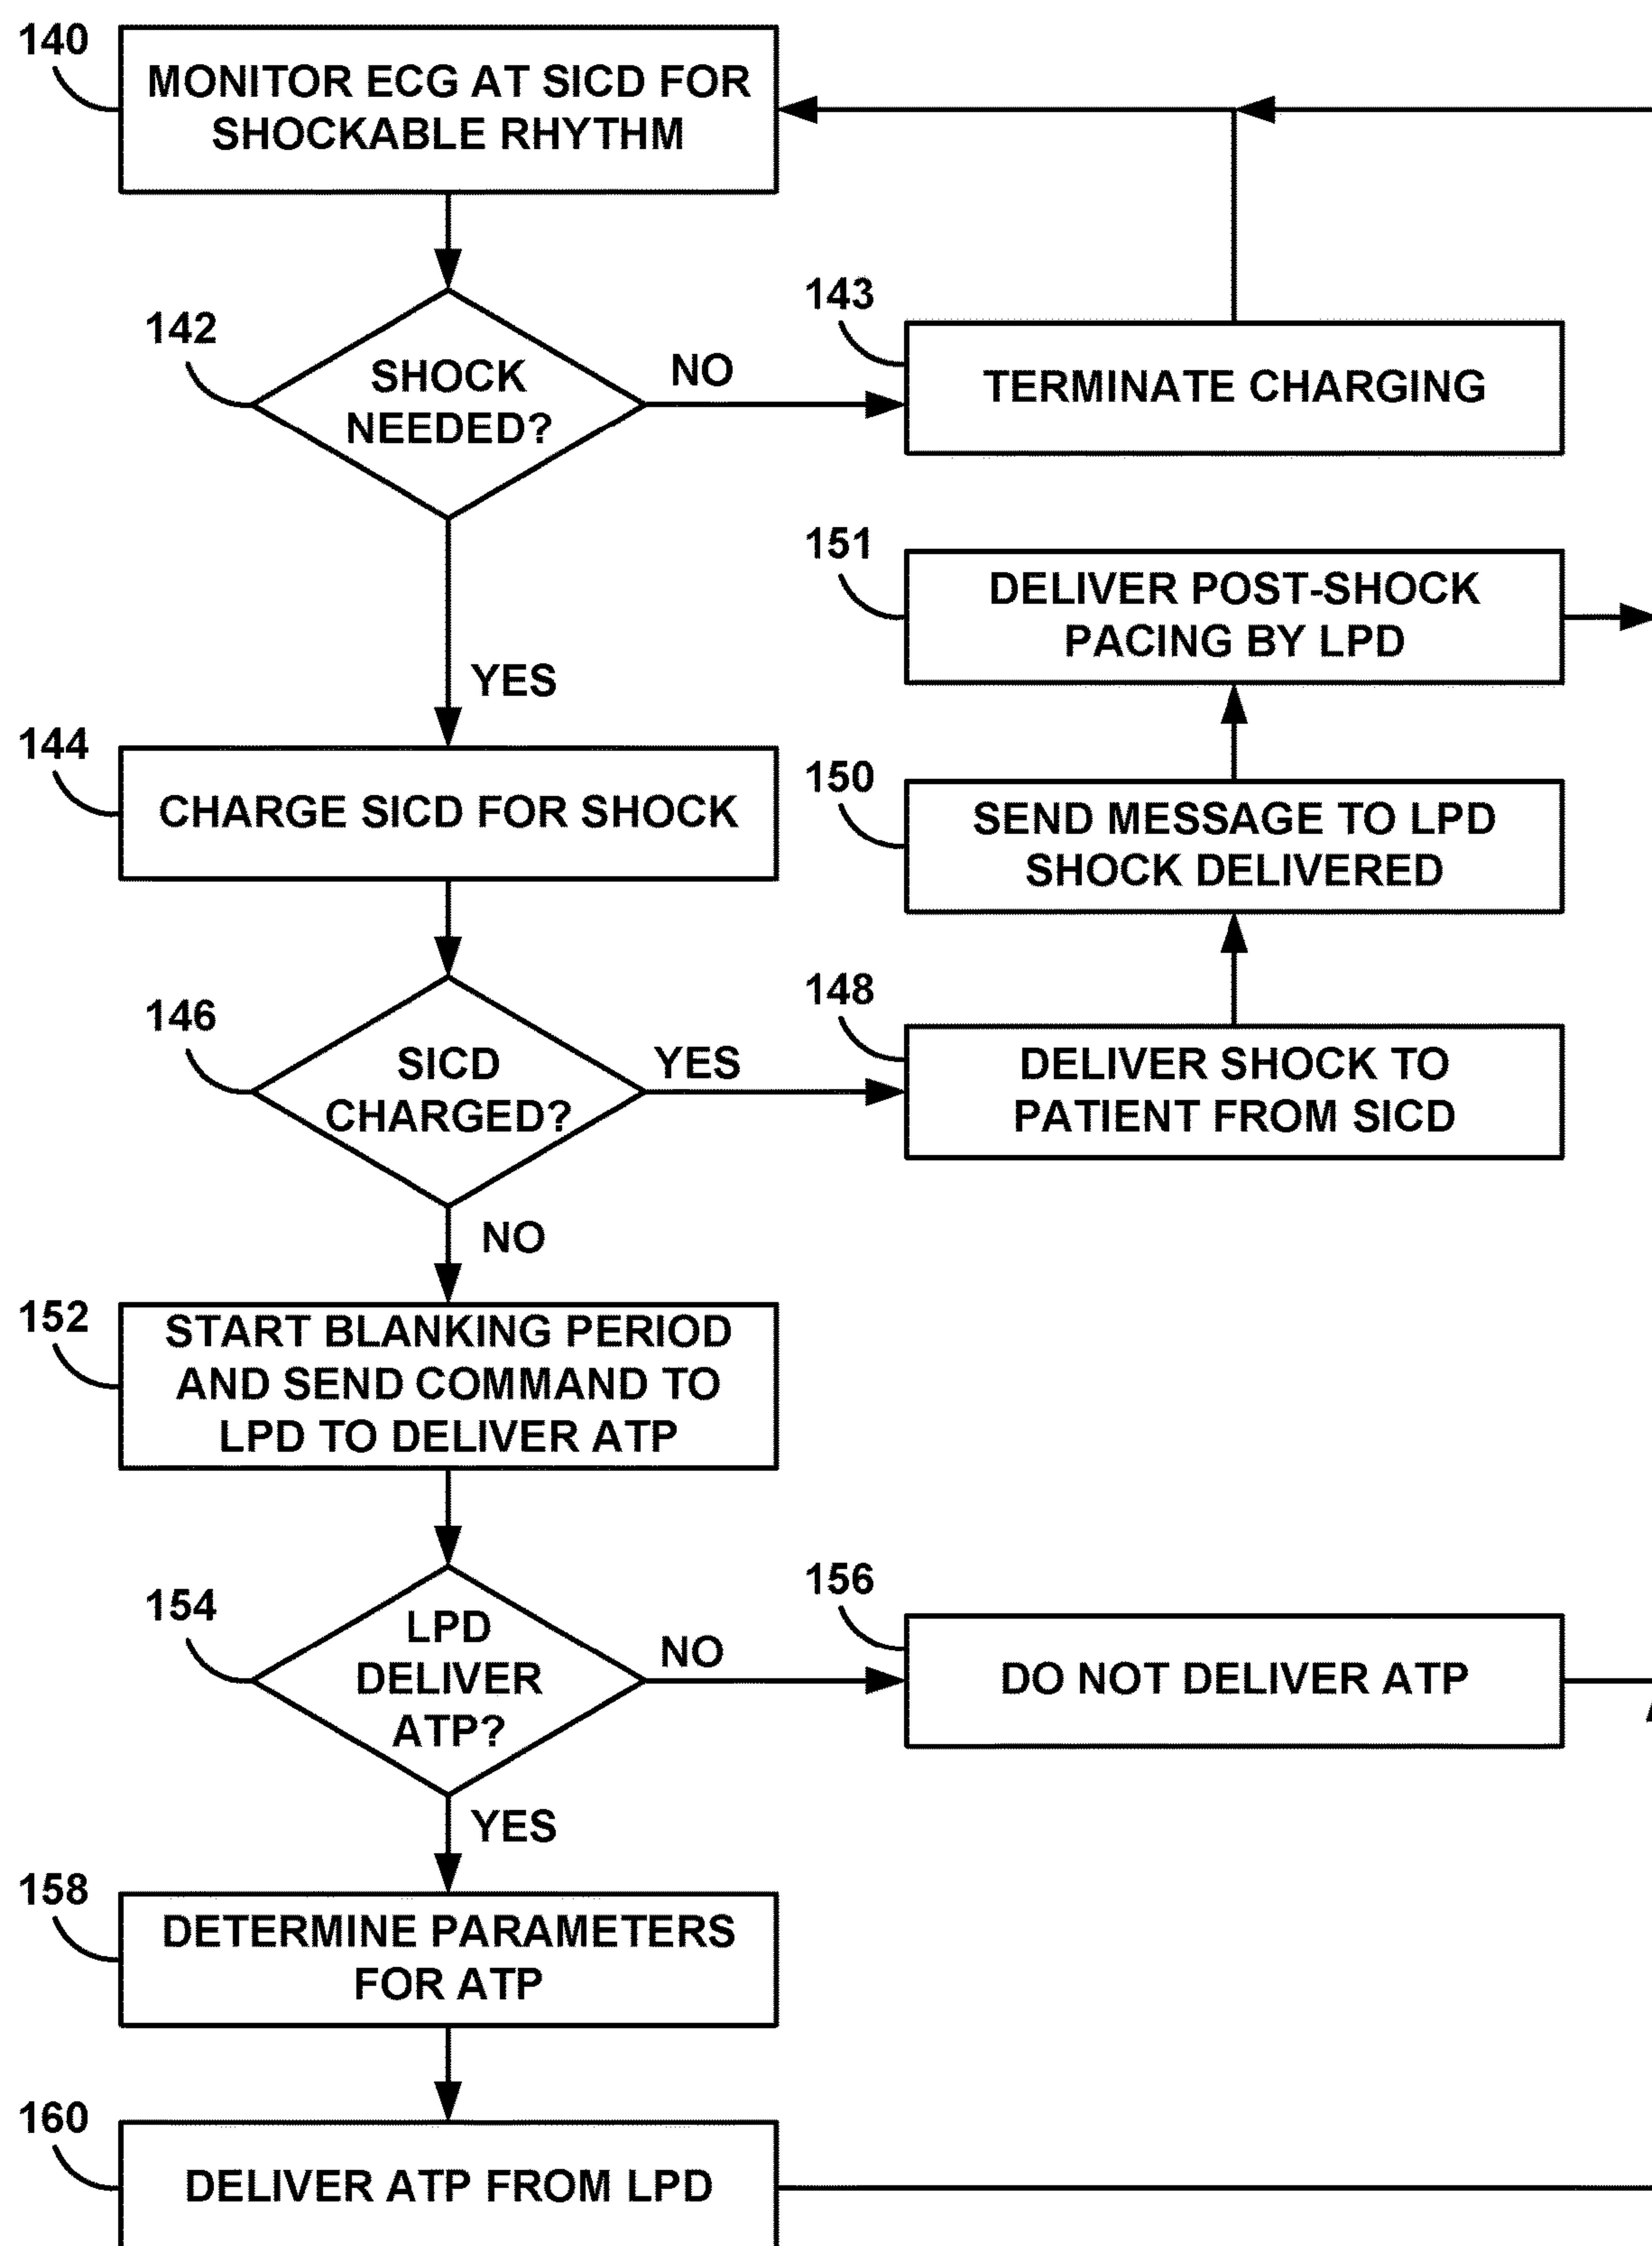 140
MONITOR ECG AT SICD FOR
SHOCKABLE RHYTHM
142
SHOCK
NEEDED?
NO
143
TERMINATE CHARGING
YES
151
DELIVER POST-SHOCK
PACING BY LPD
144
CHARGE SICD FOR SHOCK
150
SEND MESSAGE TO LPD
SHOCK DELIVERED
146
SICD
CHARGED?
YES
148
DELIVER SHOCK TO
PATIENT FROM SICD
NO
152
START BLANKING PERIOD
AND SEND COMMAND TO
LPD TO DELIVER ATP
154
LPD
DELIVER
ATP?
NO
156
DO NOT DELIVER ATP
YES
158
DETERMINE PARAMETERS
FOR ATP
160
DELIVER ATP FROM LPD